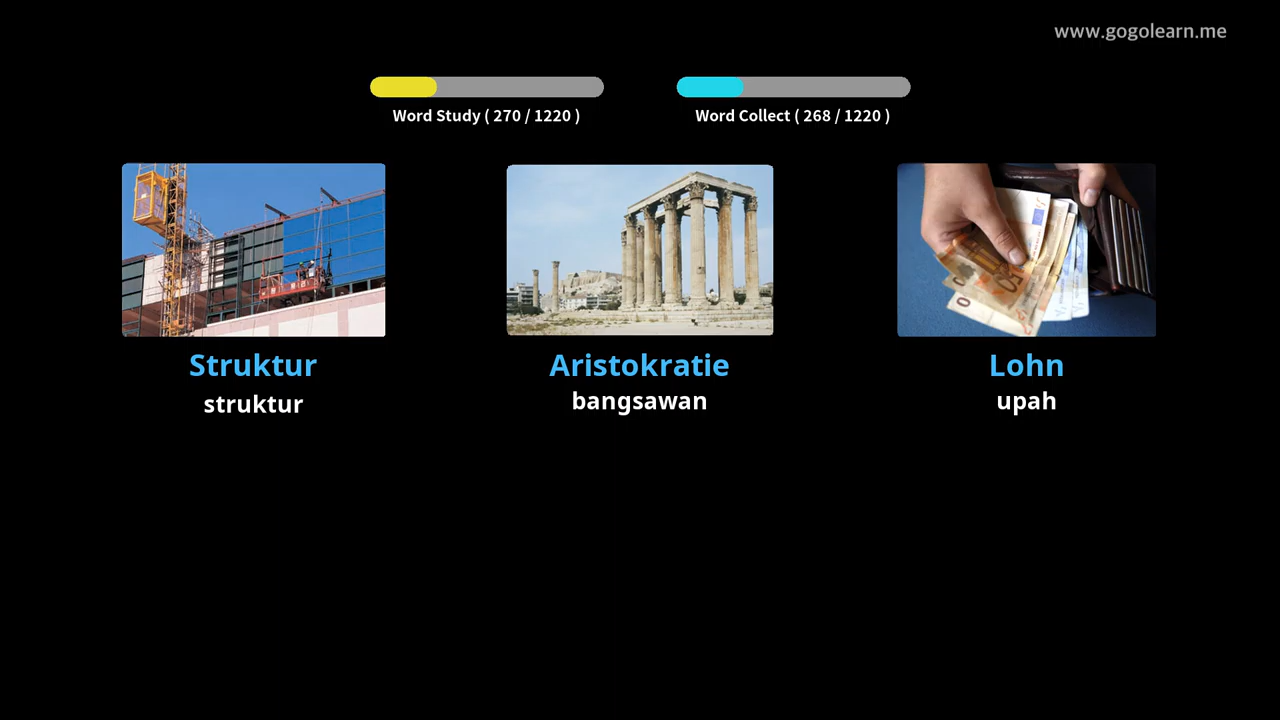 www.gogolearn.me
Word Study ( 270 / 1220 )
Word Collect ( 268 / 1220 )
Struktur
struktur
Aristokratie
bangsawan
Lohn
upah